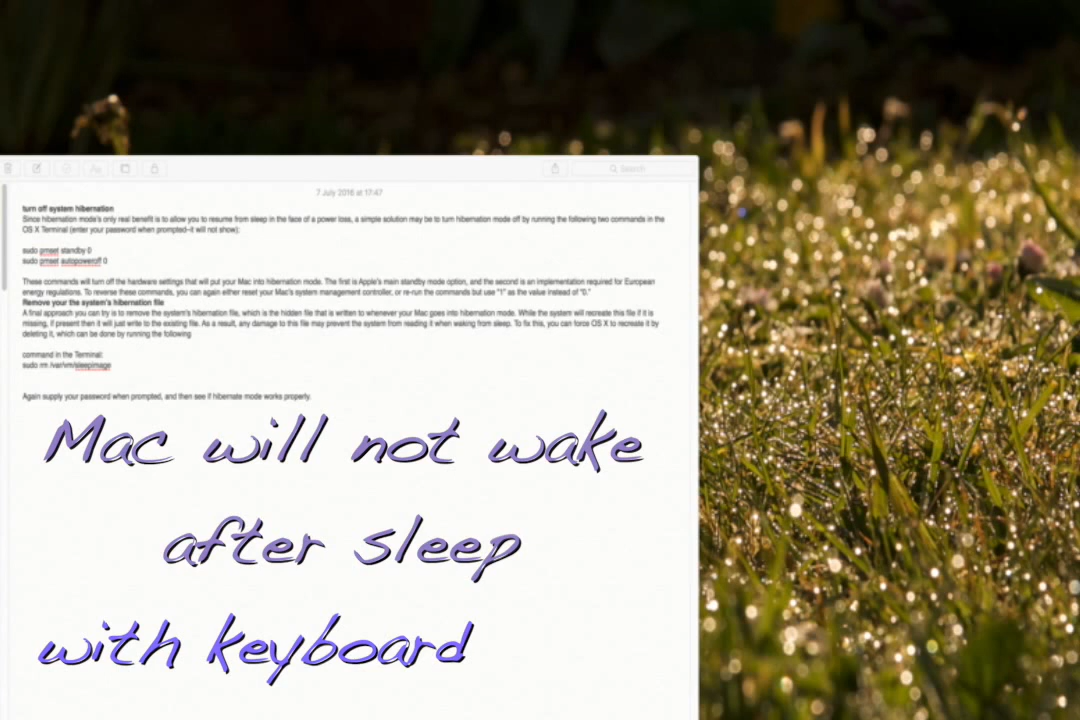 Search
7 July 2016 at 17:47
turn off system hibernation
Since hibernation mode's only real benefit is to allow you to resume from sleep in the face of a power loss, a simple solution may be to turn hibernation mode off by running the following two commands in the
OS X Terminal (enter your password when prompted–it will not show):
sudo pmset standby 0
sudo pmset autopoweroff 0
These commands will turn off the hardware settings that will put your Mac into hibernation mode. The first is Apple's main standby mode option, and the second is an implementation required for European
energy regulations. To reverse these commands, you can again either reset your Mac's system management controller, or re-run the commands but use "1" as the value instead of "0."
Remove your the system's hibernation file
A final approach you can try is to remove the system's hibernation file, which is the hidden file that is written to whenever your Mac goes into hibernation mode. While the system will recreate this file if it is
missing, if present then it will just write to the existing file. As a result, any damage to this file may prevent the system from reading it when waking from sleep. To fix this, you can force OS X to recreate it by
deleting it, which can be done by running the following
command in the Terminal:
sudo rm /var/vm/sleepimage
Again supply your password when prompted, and then see if hibernate mode works properly.
Mac will not wake
after sleep
with keyboard